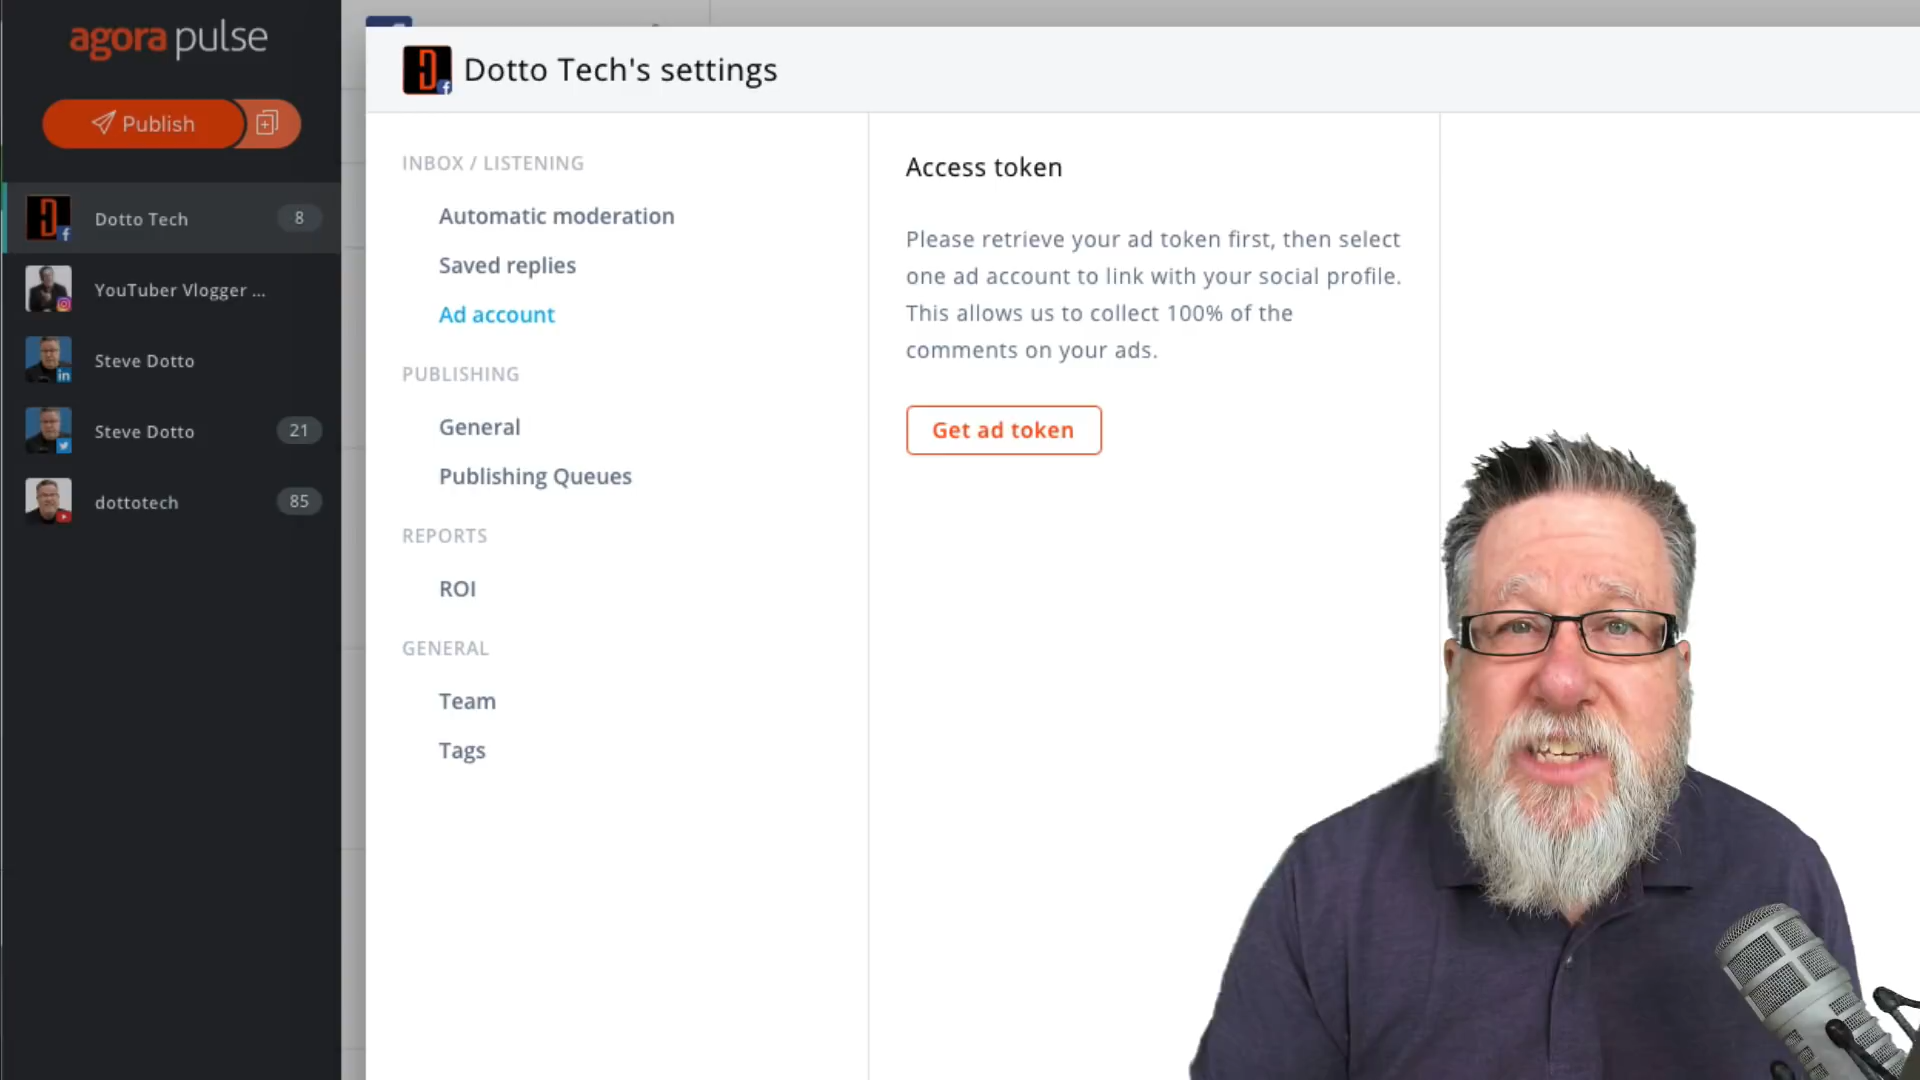 agorapulse
Publish
Dotto Tech 8
YouTuber Vlogger ...
Steve Dotto
Steve Dotto 21
dottotech 85
Dotto Tech's settings
INBOX / LISTENING
Automatic moderation
Saved replies
Ad account
PUBLISHING
General
Publishing Queues
REPORTS
ROI
GENERAL
Team
Tags
Access token
Please retrieve your ad token first, then select
one ad account to link with your social profile.
This allows us to collect 100% of the
comments on your ads.
Get ad token